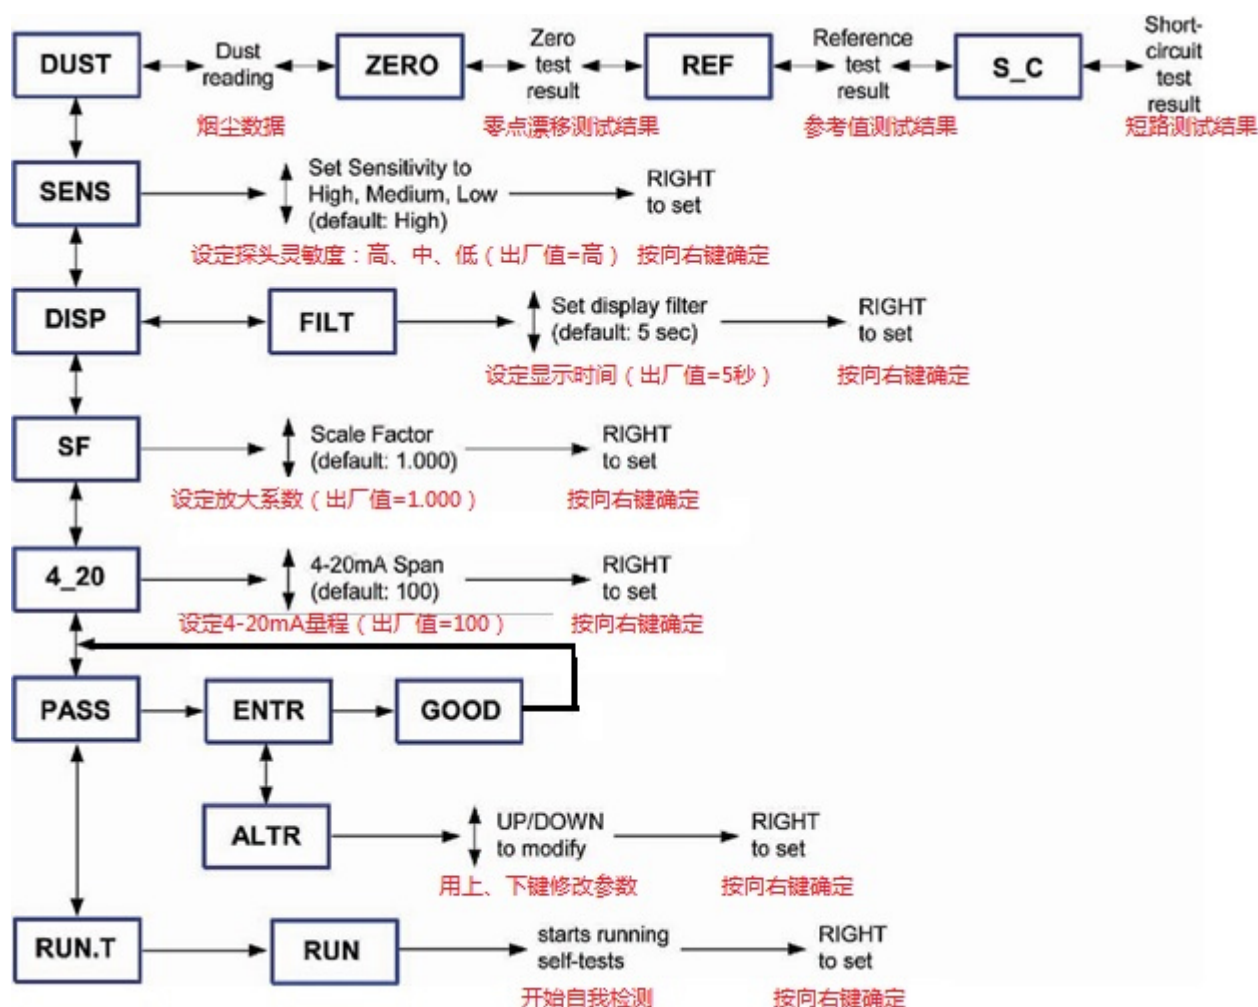 DUST
Dust
reading
烟尘数据
ZERO
Zero
test
result
零点漂移测试结果
REF
Reference
test
result
参考值测试结果
S_C
Short-
circuit
test
result
短路测试结果
SENS
Set Sensitivity to
High, Medium, Low
(default: High)
RIGHT
to set
设定探头灵敏度：高、中、低（出厂值=高）
按向右键确定
DISP
FILT
Set display filter
(default: 5 sec)
RIGHT
to set
设定显示时间（出厂值=5秒）
按向右键确定
SF
Scale Factor
(default: 1.000)
RIGHT
to set
设定放大系数（出厂值=1.000）
按向右键确定
4_20
4-20mA Span
(default: 100)
RIGHT
to set
设定4-20mA量程（出厂值=100）
按向右键确定
PASS
ENTR
GOOD
ALTR
UP/DOWN
to modify
RIGHT
to set
用上、下键修改参数
按向右键确定
RUN.T
RUN
starts running
self-tests
RIGHT
to set
开始自我检测
按向右键确定